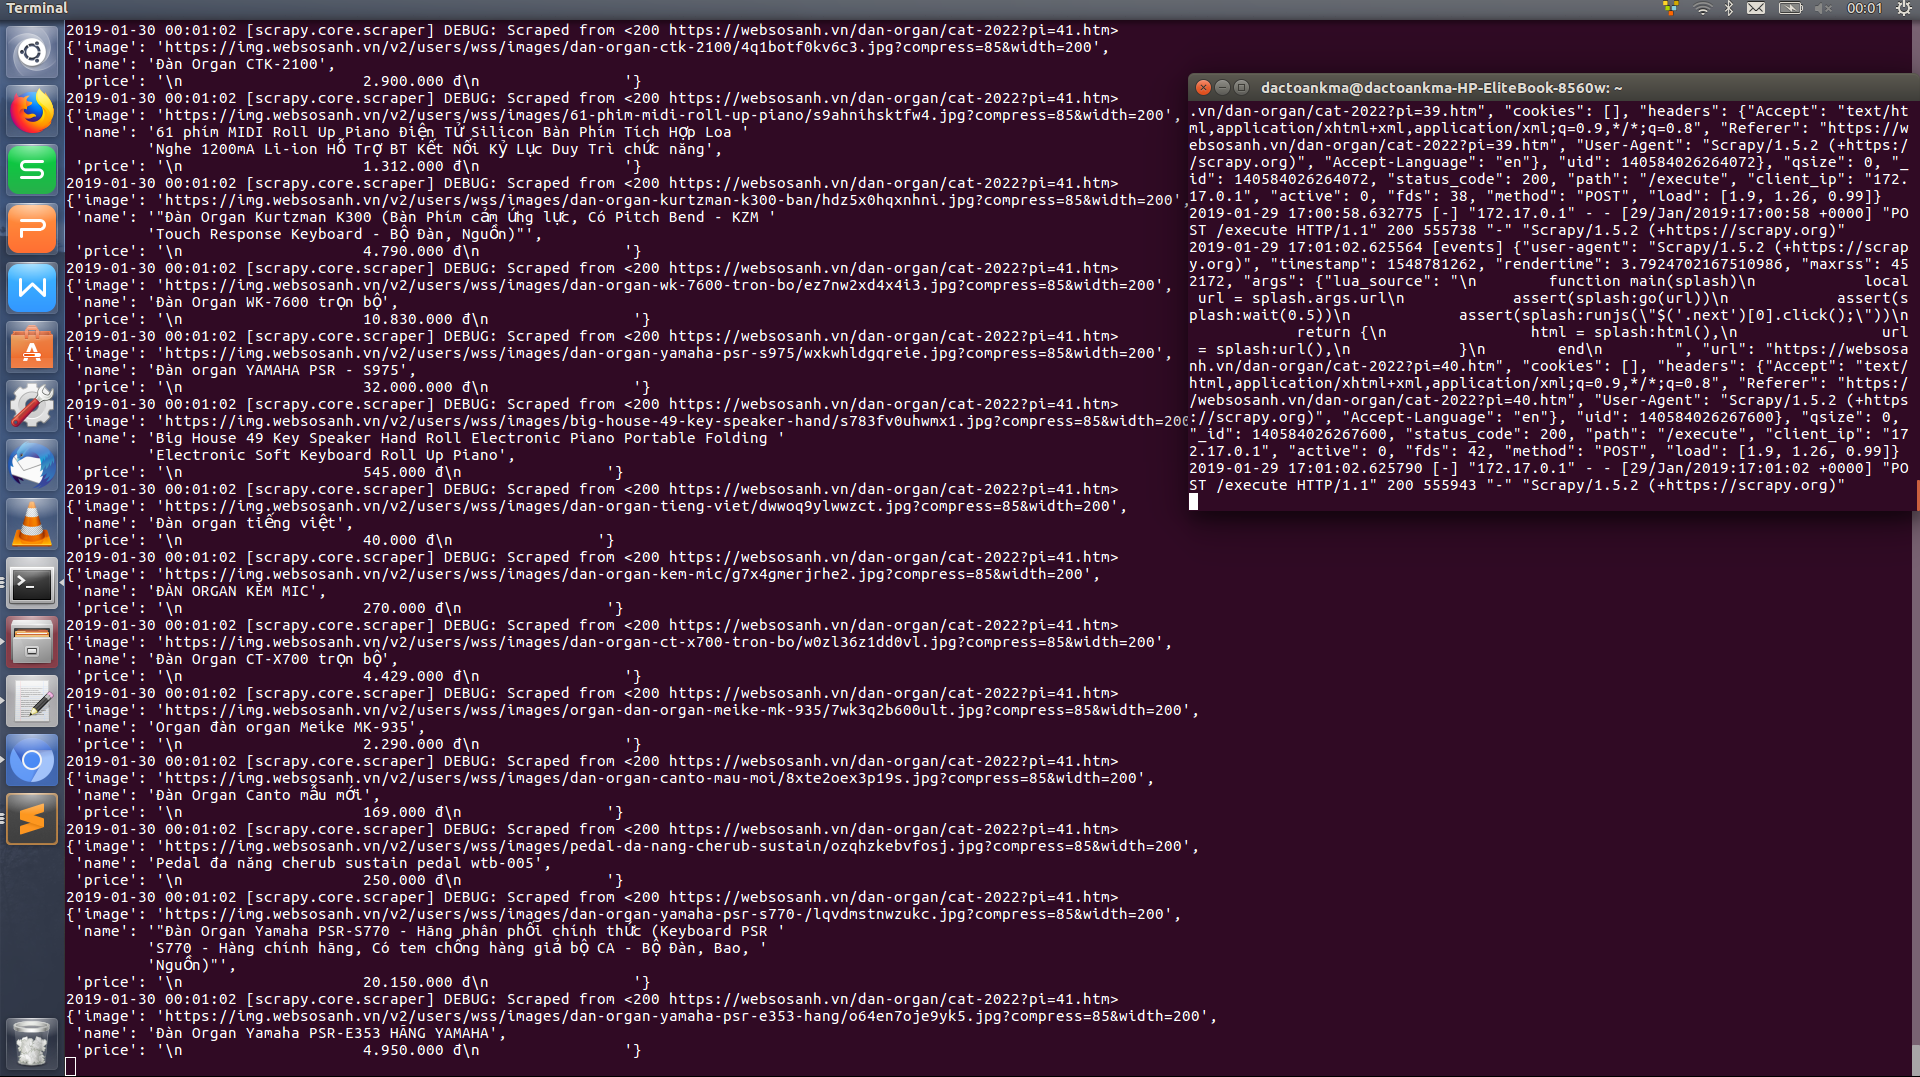 Terminal
00:01
2019-01-30 00:01:02 [scrapy.core.scraper] DEBUG: Scraped from <200 https://websosanh.vn/dan-organ/cat-2022?pi=41.htm>
{'image': 'https://img.websosanh.vn/v2/users/wss/images/dan-organ-ctk-2100/4q1botf0kv6c3.jpg?compress=85&width=200',
'name': 'Đàn Organ CTK-2100',
'price': '\n                    2.900.000 đ\n                '}
2019-01-30 00:01:02 [scrapy.core.scraper] DEBUG: Scraped from <200 https://websosanh.vn/dan-organ/cat-2022?pi=41.htm>
{'image': 'https://img.websosanh.vn/v2/users/wss/images/61-phim-midi-roll-up-piano/s9ahnihsktfw4.jpg?compress=85&width=200',
'name': '61 phím MIDI Roll Up Piano Điện Tử Silicon Bàn Phím Tích Hợp Loa '
'Nghe 1200mA Li-ion HỖ TRỢ BT Kết Nối Kỷ Lục Duy Trì chức năng',
'price': '\n                    1.312.000 đ\n                '}
2019-01-30 00:01:02 [scrapy.core.scraper] DEBUG: Scraped from <200 https://websosanh.vn/dan-organ/cat-2022?pi=41.htm>
{'image': 'https://img.websosanh.vn/v2/users/wss/images/dan-organ-kurtzman-k300-ban/hdz5x0hqxnhni.jpg?compress=85&width=200',
'name': '"Đàn Organ Kurtzman K300 (Bàn Phím cảm ứng lực, Có Pitch Bend - KZM '
'Touch Response Keyboard - Bộ Đàn, Nguồn)"',
'price': '\n                    4.790.000 đ\n                '}
2019-01-30 00:01:02 [scrapy.core.scraper] DEBUG: Scraped from <200 https://websosanh.vn/dan-organ/cat-2022?pi=41.htm>
{'image': 'https://img.websosanh.vn/v2/users/wss/images/dan-organ-wk-7600-tron-bo/ez7nw2xd4x4i3.jpg?compress=85&width=200',
'name': 'Đàn Organ WK-7600 trọn bộ',
'price': '\n                    10.830.000 đ\n                '}
2019-01-30 00:01:02 [scrapy.core.scraper] DEBUG: Scraped from <200 https://websosanh.vn/dan-organ/cat-2022?pi=41.htm>
{'image': 'https://img.websosanh.vn/v2/users/wss/images/dan-organ-yamaha-psr-s975/wxkwhldgqreie.jpg?compress=85&width=200',
'name': 'Đàn organ YAMAHA PSR - S975',
'price': '\n                    32.000.000 đ\n                '}
2019-01-30 00:01:02 [scrapy.core.scraper] DEBUG: Scraped from <200 https://websosanh.vn/dan-organ/cat-2022?pi=41.htm>
{'image': 'https://img.websosanh.vn/v2/users/wss/images/big-house-49-key-speaker-hand/s783fv0uhwmx1.jpg?compress=85&width=200
'name': 'Big House 49 Key Speaker Hand Roll Electronic Piano Portable Folding '
'Electronic Soft Keyboard Roll Up Piano',
'price': '\n                    545.000 đ\n                '}
2019-01-30 00:01:02 [scrapy.core.scraper] DEBUG: Scraped from <200 https://websosanh.vn/dan-organ/cat-2022?pi=41.htm>
{'image': 'https://img.websosanh.vn/v2/users/wss/images/dan-organ-tieng-viet/dwwoq9ylwwzct.jpg?compress=85&width=200',
'name': 'Đàn organ tiếng việt',
'price': '\n                    40.000 đ\n                '}
2019-01-30 00:01:02 [scrapy.core.scraper] DEBUG: Scraped from <200 https://websosanh.vn/dan-organ/cat-2022?pi=41.htm>
{'image': 'https://img.websosanh.vn/v2/users/wss/images/dan-organ-kem-mic/g7x4gmerjrhe2.jpg?compress=85&width=200',
'name': 'ĐÀN ORGAN KÈM MIC',
'price': '\n                    270.000 đ\n                '}
2019-01-30 00:01:02 [scrapy.core.scraper] DEBUG: Scraped from <200 https://websosanh.vn/dan-organ/cat-2022?pi=41.htm>
{'image': 'https://img.websosanh.vn/v2/users/wss/images/dan-organ-ct-x700-tron-bo/w0zl36z1dd0vl.jpg?compress=85&width=200',
'name': 'Đàn Organ CT-X700 trọn bộ',
'price': '\n                    4.429.000 đ\n                '}
2019-01-30 00:01:02 [scrapy.core.scraper] DEBUG: Scraped from <200 https://websosanh.vn/dan-organ/cat-2022?pi=41.htm>
{'image': 'https://img.websosanh.vn/v2/users/wss/images/organ-dan-organ-meike-mk-935/7wk3q2b600ult.jpg?compress=85&width=200',
'name': 'Organ đàn organ Meike MK-935',
'price': '\n                    2.290.000 đ\n                '}
2019-01-30 00:01:02 [scrapy.core.scraper] DEBUG: Scraped from <200 https://websosanh.vn/dan-organ/cat-2022?pi=41.htm>
{'image': 'https://img.websosanh.vn/v2/users/wss/images/dan-organ-canto-mau-moi/8xte2oex3p19s.jpg?compress=85&width=200',
'name': 'Đàn Organ Canto mẫu mới',
'price': '\n                    169.000 đ\n                '}
2019-01-30 00:01:02 [scrapy.core.scraper] DEBUG: Scraped from <200 https://websosanh.vn/dan-organ/cat-2022?pi=41.htm>
{'image': 'https://img.websosanh.vn/v2/users/wss/images/pedal-da-nang-cherub-sustain/ozqhzkebvfosj.jpg?compress=85&width=200',
'name': 'Pedal đa năng cherub sustain pedal wtb-005',
'price': '\n                    250.000 đ\n                '}
2019-01-30 00:01:02 [scrapy.core.scraper] DEBUG: Scraped from <200 https://websosanh.vn/dan-organ/cat-2022?pi=41.htm>
{'image': 'https://img.websosanh.vn/v2/users/wss/images/dan-organ-yamaha-psr-s770-/lqvdmstnwzukc.jpg?compress=85&width=200',
'name': '"Đàn Organ Yamaha PSR-S770 - Hãng phân phối chính thức (Keyboard PSR '
'S770 - Hàng chính hãng, Có tem chống hàng giả bộ CA - Bộ Đàn, Bao, '
'Nguồn)"',
'price': '\n                    20.150.000 đ\n                '}
2019-01-30 00:01:02 [scrapy.core.scraper] DEBUG: Scraped from <200 https://websosanh.vn/dan-organ/cat-2022?pi=41.htm>
{'image': 'https://img.websosanh.vn/v2/users/wss/images/dan-organ-yamaha-psr-e353-hang/o64en7oje9yk5.jpg?compress=85&width=200',
'name': 'Đàn Organ Yamaha PSR-E353 HÃNG YAMAHA',
'price': '\n                    4.950.000 đ\n                '}
dactoankma@dactoankma-HP-EliteBook-8560w: ~
.vn/dan-organ/cat-2022?pi=39.htm", "cookies": [], "headers": {"Accept": "text/ht
ml,application/xhtml+xml,application/xml;q=0.9,*/*;q=0.8", "Referer": "https://w
ebsosanh.vn/dan-organ/cat-2022?pi=39.htm", "User-Agent": "Scrapy/1.5.2 (+https:/
/scrapy.org)", "Accept-Language": "en"}, "uid": 140584026264072}, "qsize": 0, "_
id": 140584026264072, "status_code": 200, "path": "/execute", "client_ip": "172.
17.0.1", "active": 0, "fds": 38, "method": "POST", "load": [1.9, 1.26, 0.99]}
2019-01-29 17:00:58.632775 [-] "172.17.0.1" - - [29/Jan/2019:17:00:58 +0000] "PO
ST /execute HTTP/1.1" 200 555738 "-" "Scrapy/1.5.2 (+https://scrapy.org)"
2019-01-29 17:01:02.625564 [events] {"user-agent": "Scrapy/1.5.2 (+https://scrap
y.org)", "timestamp": 1548781262, "rendertime": 3.7924702167510986, "maxrss": 45
2172, "args": {"lua_source": "\n        function main(splash)\n            local
url = splash.args.url\n            assert(splash:go(url))\n            assert(s
plash:wait(0.5))\n            assert(splash:runjs(\"$('.next')[0].click();\"))\n
return {\n                html = splash:html(),\n                url
= splash:url(),\n            }\n        end\n        ", "url": "https://websosa
nh.vn/dan-organ/cat-2022?pi=40.htm", "cookies": [], "headers": {"Accept": "text/
html,application/xhtml+xml,application/xml;q=0.9,*/*;q=0.8", "Referer": "https:/
/websosanh.vn/dan-organ/cat-2022?pi=40.htm", "User-Agent": "Scrapy/1.5.2 (+https
://scrapy.org)", "Accept-Language": "en"}, "uid": 140584026267600}, "qsize": 0,
"_id": 140584026267600, "status_code": 200, "path": "/execute", "client_ip": "17
2.17.0.1", "active": 0, "fds": 42, "method": "POST", "load": [1.9, 1.26, 0.99]}
2019-01-29 17:01:02.625790 [-] "172.17.0.1" - - [29/Jan/2019:17:01:02 +0000] "PO
ST /execute HTTP/1.1" 200 555943 "-" "Scrapy/1.5.2 (+https://scrapy.org)"